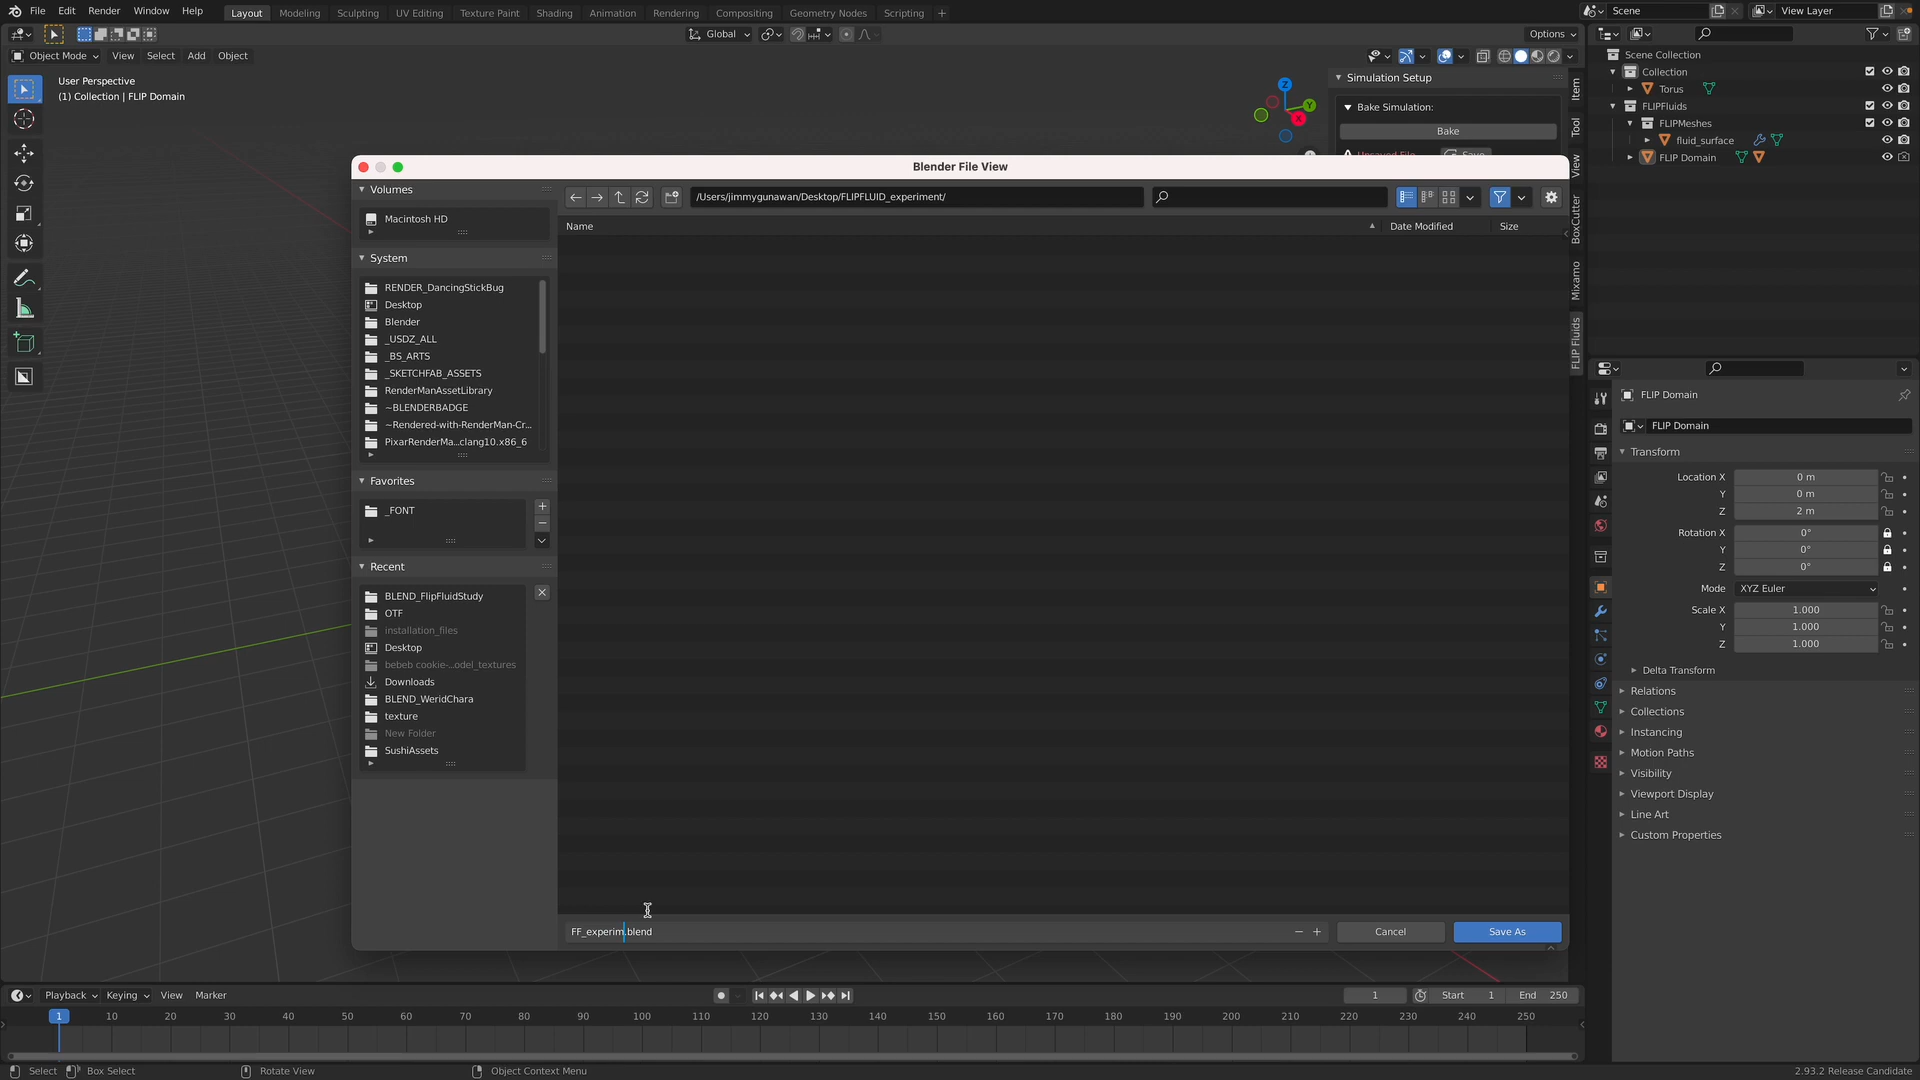 File Edit Render Window Help
Layout Modeling Sculpting UV Editing Texture Paint Shading Animation Rendering Compositing Geometry Nodes Scripting +
Scene
View Layer
Global
Options
Object Mode View Select Add Object
User Perspective
(1) Collection | FLIP Domain
Z
Y
X
Simulation Setup
Bake Simulation:
Bake
Item
Tool
View
BoxCutter
Mixamo
FLIP Fluids
Scene Collection
Collection
Torus
FLIPFluids
FLIPMeshes
fluid_surface
FLIP Domain
Blender File View
Volumes
Macintosh HD
System
RENDER_DancingStickBug
Desktop
Blender
_USDZ_ALL
_BS_ARTS
_SKETCHFAB_ASSETS
RenderManAssetLibrary
~BLENDERBADGE
~Rendered-with-RenderMan-Cr...
PixarRenderMa...clang10.x86_6
Favorites
_FONT
Recent
BLEND_FlipFluidStudy
OTF
installation_files
Desktop
bebeb cookie-...odel_textures
Downloads
BLEND_WeridChara
texture
New Folder
SushiAssets
/Users/jimmygunawan/Desktop/FLIPFLUID_experiment/
Name Date Modified Size
FF_experim.blend
Cancel
Save As
FLIP Domain
FLIP Domain
Transform
Location X 0 m
Y 0 m
Z 2 m
Rotation X 0°
Y 0°
Z 0°
Mode XYZ Euler
Scale X 1.000
Y 1.000
Z 1.000
Delta Transform
Relations
Collections
Instancing
Motion Paths
Visibility
Viewport Display
Line Art
Custom Properties
Playback Keying View Marker
1 Start 1 End 250
1 10 20 30 40 50 60 70 80 90 100 110 120 130 140 150 160 170 180 190 200 210 220 230 240 250
Select Box Select Rotate View Object Context Menu
2.93.2 Release Candidate